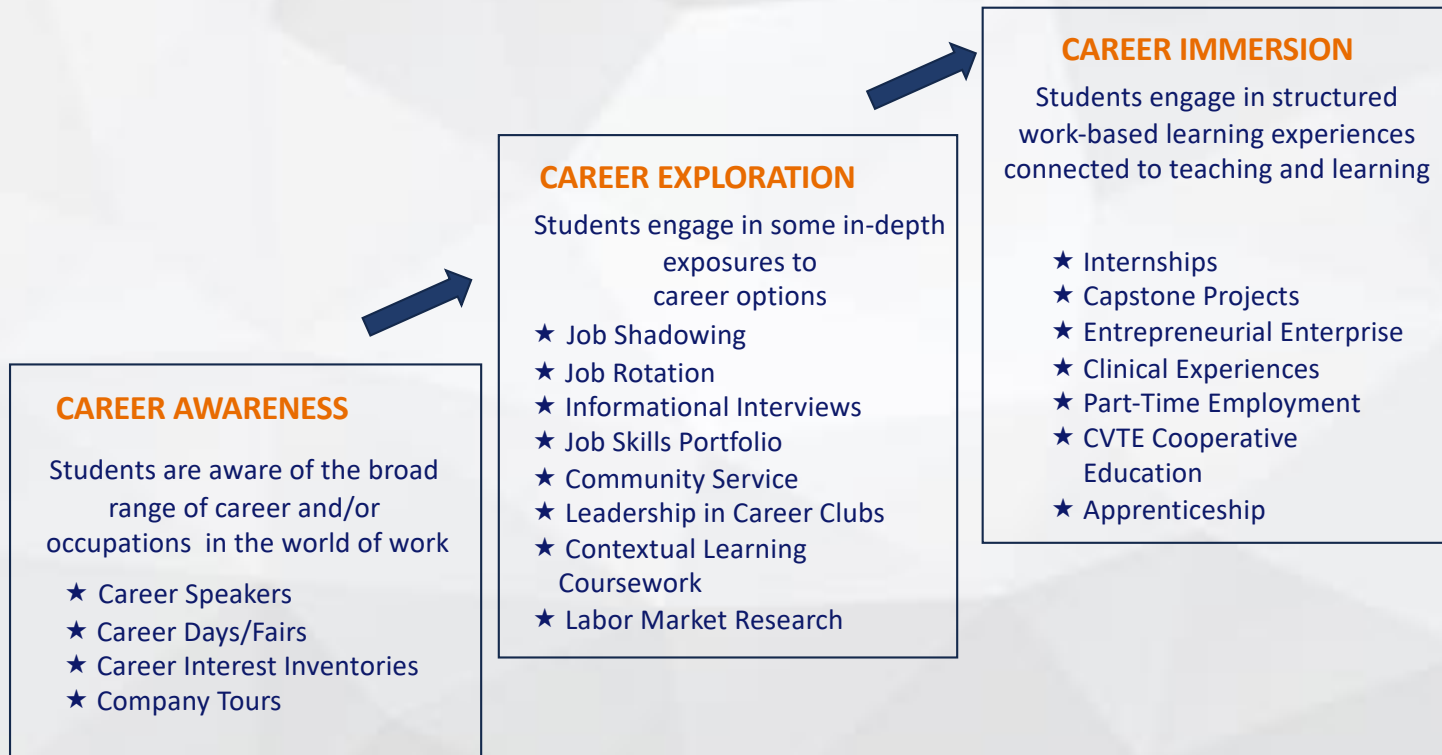 CAREER AWARENESS
Students are aware of the broad
range of career and/or
occupations in the world of work
★ Career Speakers
★ Career Days/Fairs
★ Career Interest Inventories
★ Company Tours
CAREER EXPLORATION
Students engage in some in-depth
exposures to
career options
★ Job Shadowing
★ Job Rotation
★ Informational Interviews
★ Job Skills Portfolio
★ Community Service
★ Leadership in Career Clubs
★ Contextual Learning
Coursework
★ Labor Market Research
CAREER IMMERSION
Students engage in structured
work-based learning experiences
connected to teaching and learning
★ Internships
★ Capstone Projects
★ Entrepreneurial Enterprise
★ Clinical Experiences
★ Part-Time Employment
★ CVTE Cooperative
Education
★ Apprenticeship